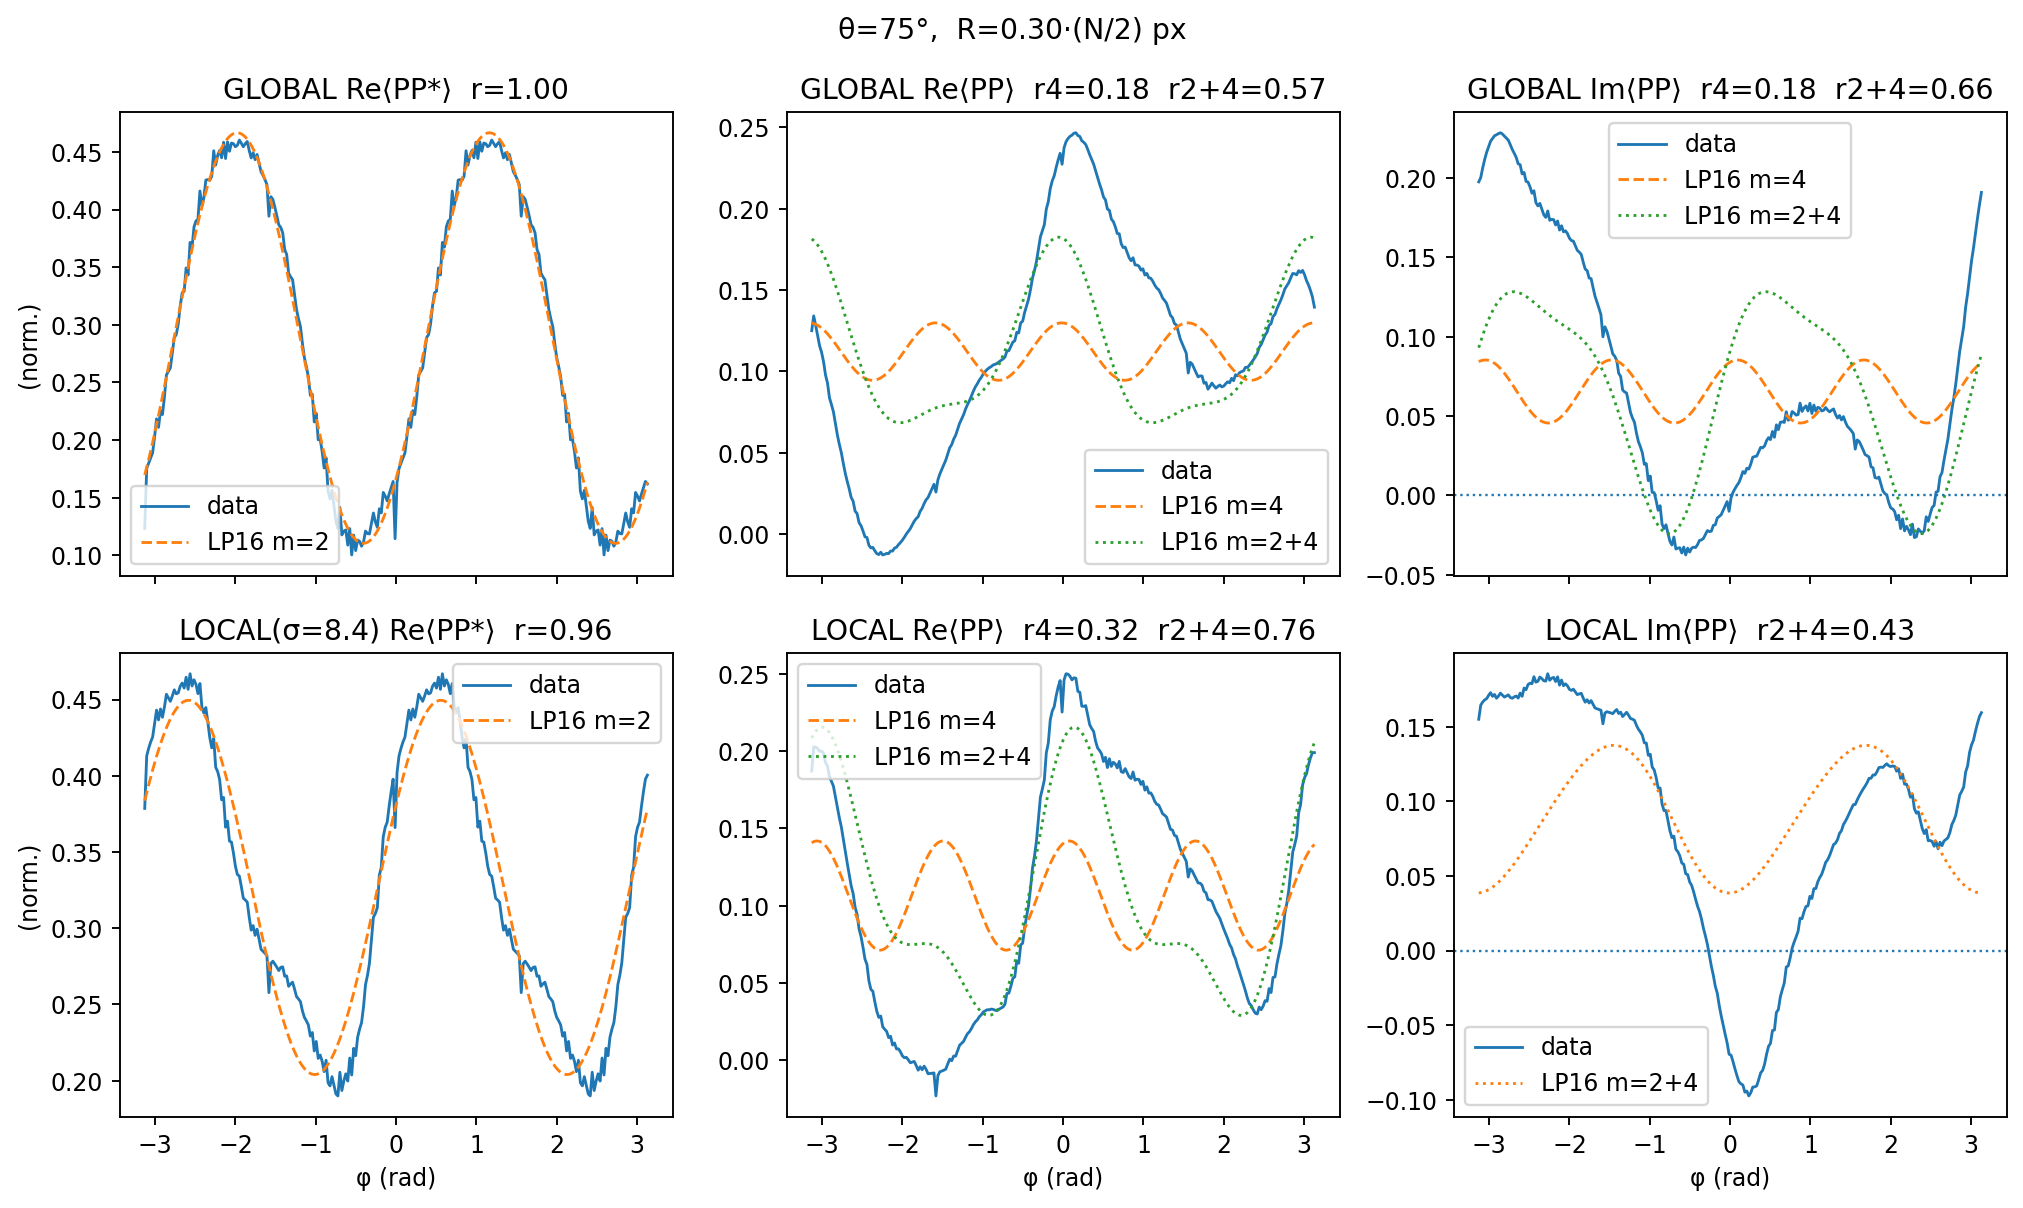 θ=75°,  R=0.30·(N/2) px
GLOBAL Re⟨PP*⟩  r=1.00
(norm.)
0.45
0.40
0.35
0.30
0.25
0.20
0.15
0.10
data
LP16 m=2
GLOBAL Re⟨PP⟩  r4=0.18  r2+4=0.57
0.25
0.20
0.15
0.10
0.05
0.00
data
LP16 m=4
LP16 m=2+4
GLOBAL Im⟨PP⟩  r4=0.18  r2+4=0.66
0.20
0.15
0.10
0.05
0.00
−0.05
data
LP16 m=4
LP16 m=2+4
LOCAL(σ=8.4) Re⟨PP*⟩  r=0.96
(norm.)
0.45
0.40
0.35
0.30
0.25
0.20
data
LP16 m=2
−3 −2 −1 0 1 2 3
φ (rad)
LOCAL Re⟨PP⟩  r4=0.32  r2+4=0.76
0.25
0.20
0.15
0.10
0.05
0.00
data
LP16 m=4
LP16 m=2+4
−3 −2 −1 0 1 2 3
φ (rad)
LOCAL Im⟨PP⟩  r2+4=0.43
0.15
0.10
0.05
0.00
−0.05
−0.10
data
LP16 m=2+4
−3 −2 −1 0 1 2 3
φ (rad)